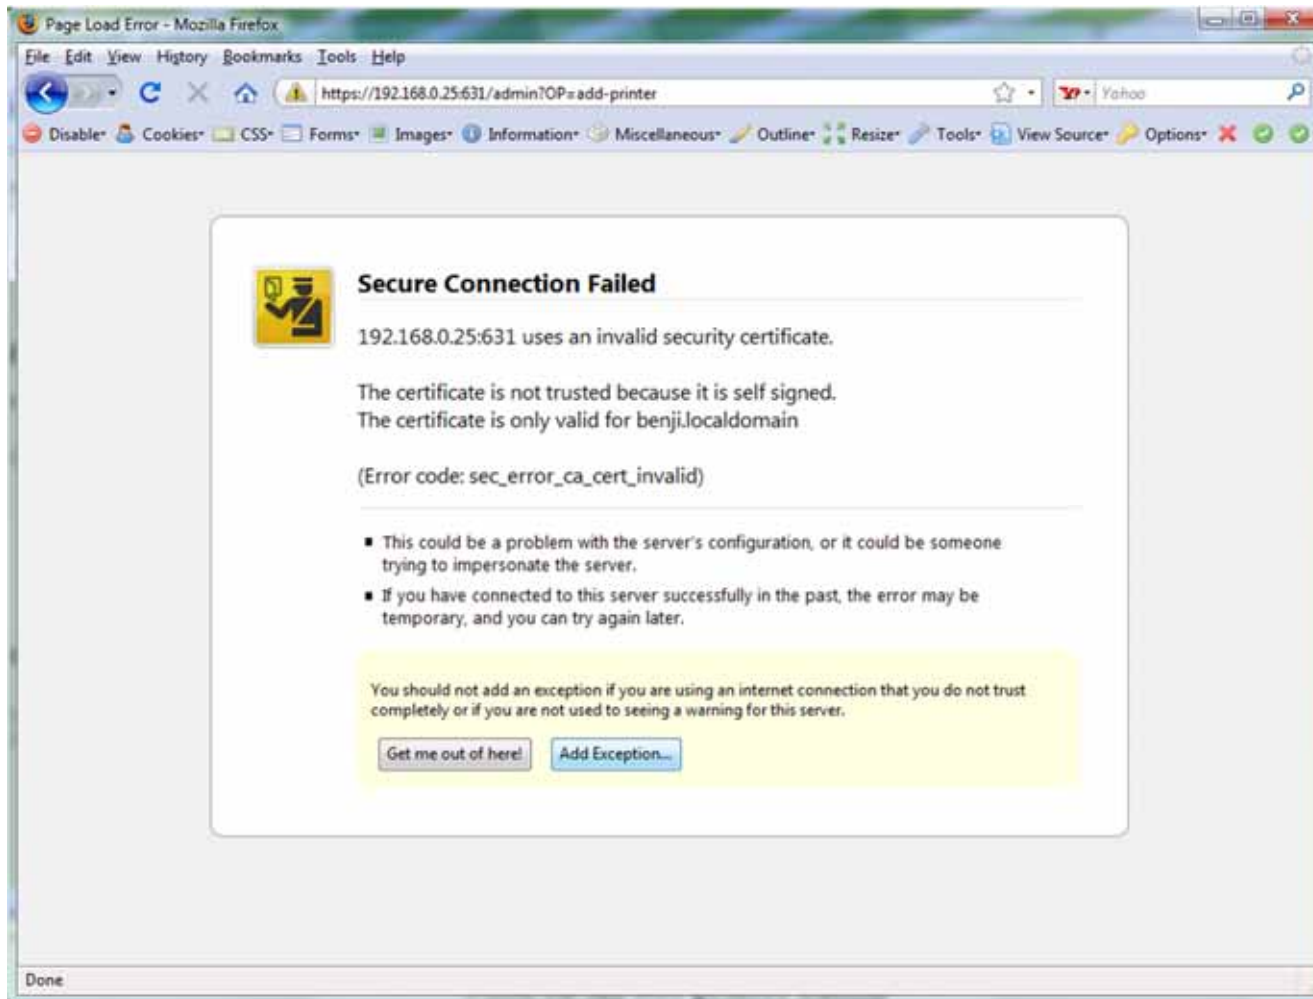 Page Load Error - Mozilla Firefox
File Edit View History Bookmarks Tools Help
https://192.168.0.25:631/admin?OP=add-printer Yahoo
Disable Cookies CSS Forms Images Information Miscellaneous Outline Resize Tools View Source Options
Secure Connection Failed
192.168.0.25:631 uses an invalid security certificate.
The certificate is not trusted because it is self signed.
The certificate is only valid for benji.localdomain
(Error code: sec_error_ca_cert_invalid)
▪ This could be a problem with the server's configuration, or it could be someone
trying to impersonate the server.
▪ If you have connected to this server successfully in the past, the error may be
temporary, and you can try again later.
You should not add an exception if you are using an internet connection that you do not trust
completely or if you are not used to seeing a warning for this server.
Get me out of here! Add Exception...
Done